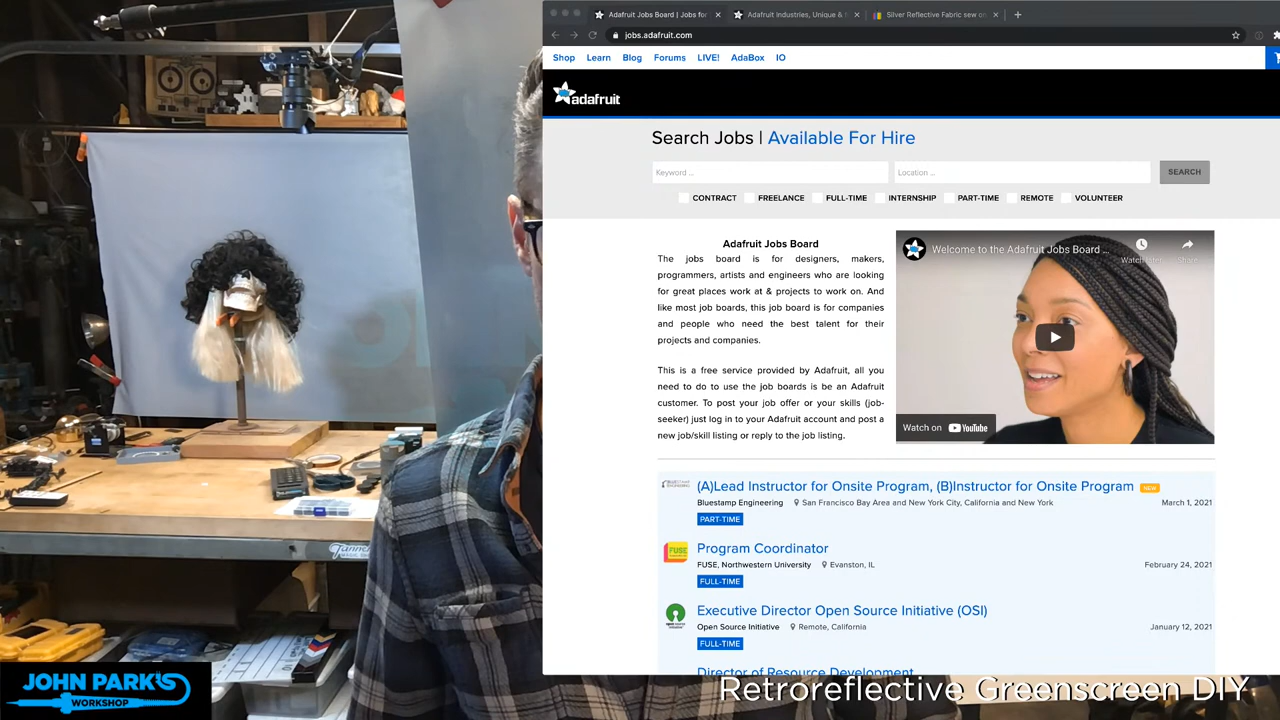 Adafruit Jobs Board | Jobs for
Adafruit Industries, Unique &
Silver Reflective Fabric sew on
jobs.adafruit.com
Shop Learn Blog Forums LIVE! AdaBox IO
adafruit
Search Jobs | Available For Hire
Keyword ...
Location ...
SEARCH
CONTRACT FREELANCE FULL-TIME INTERNSHIP PART-TIME REMOTE VOLUNTEER
Adafruit Jobs Board
The jobs board is for designers, makers,
programmers, artists and engineers who are looking
for great places work at & projects to work on. And
like most job boards, this job board is for companies
and people who need the best talent for their
projects and companies.
This is a free service provided by Adafruit, all you
need to do to use the job boards is be an Adafruit
customer. To post your job offer or your skills (job-
seeker) just log in to your Adafruit account and post a
new job/skill listing or reply to the job listing.
Welcome to the Adafruit Jobs Board ...
Watch later
Share
Watch on YouTube
(A)Lead Instructor for Onsite Program, (B)Instructor for Onsite Program NEW
Bluestamp Engineering San Francisco Bay Area and New York City, California and New York March 1, 2021
PART-TIME
FUSE
Program Coordinator
FUSE, Northwestern University Evanston, IL February 24, 2021
FULL-TIME
open source
initiative
Executive Director Open Source Initiative (OSI)
Open Source Initiative Remote, California January 12, 2021
FULL-TIME
Director of Resource Development
JOHN PARK'S
WORKSHOP
Retroreflective Greenscreen DIY